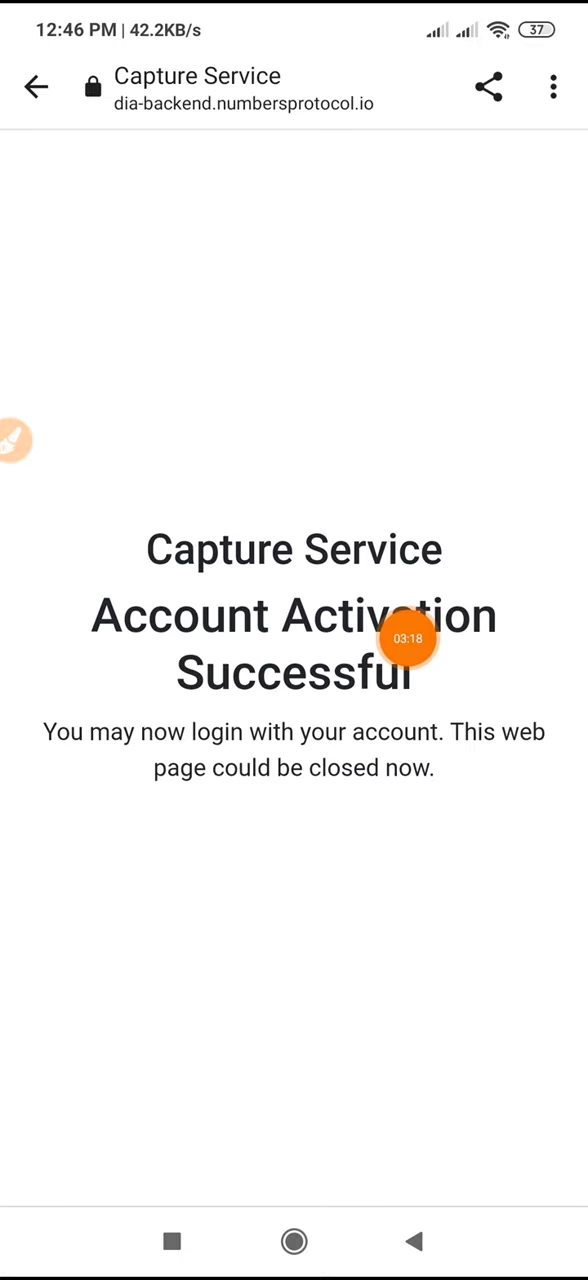 12:46 PM | 42.2KB/s
37
Capture Service
dia-backend.numbersprotocol.io
Capture Service
Account Activation
03:18
Successful
You may now login with your account. This web
page could be closed now.